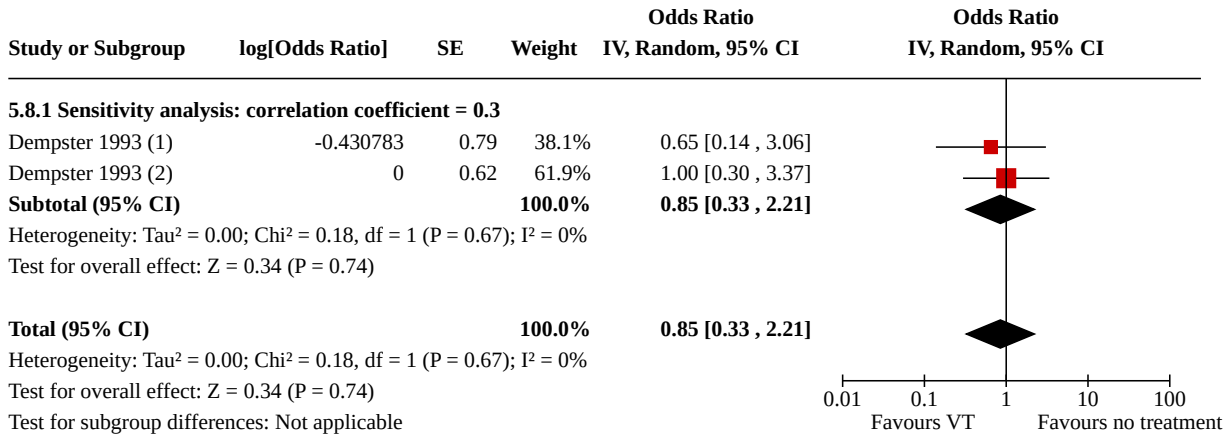 Odds Ratio Odds Ratio
Study or Subgroup log[Odds Ratio] SE Weight IV, Random, 95% CI IV, Random, 95% CI
5.8.1 Sensitivity analysis: correlation coefficient = 0.3
Dempster 1993 (1) -0.430783 0.79 38.1% 0.65 [0.14 , 3.06]
Dempster 1993 (2) 0 0.62 61.9% 1.00 [0.30 , 3.37]
Subtotal (95% CI) 100.0% 0.85 [0.33 , 2.21]
Heterogeneity: Tau² = 0.00; Chi² = 0.18, df = 1 (P = 0.67); I² = 0%
Test for overall effect: Z = 0.34 (P = 0.74)
Total (95% CI) 100.0% 0.85 [0.33 , 2.21]
Heterogeneity: Tau² = 0.00; Chi² = 0.18, df = 1 (P = 0.67); I² = 0%
Test for overall effect: Z = 0.34 (P = 0.74)
0.01 0.1 1 10 100
Test for subgroup differences: Not applicable Favours VT Favours no treatment